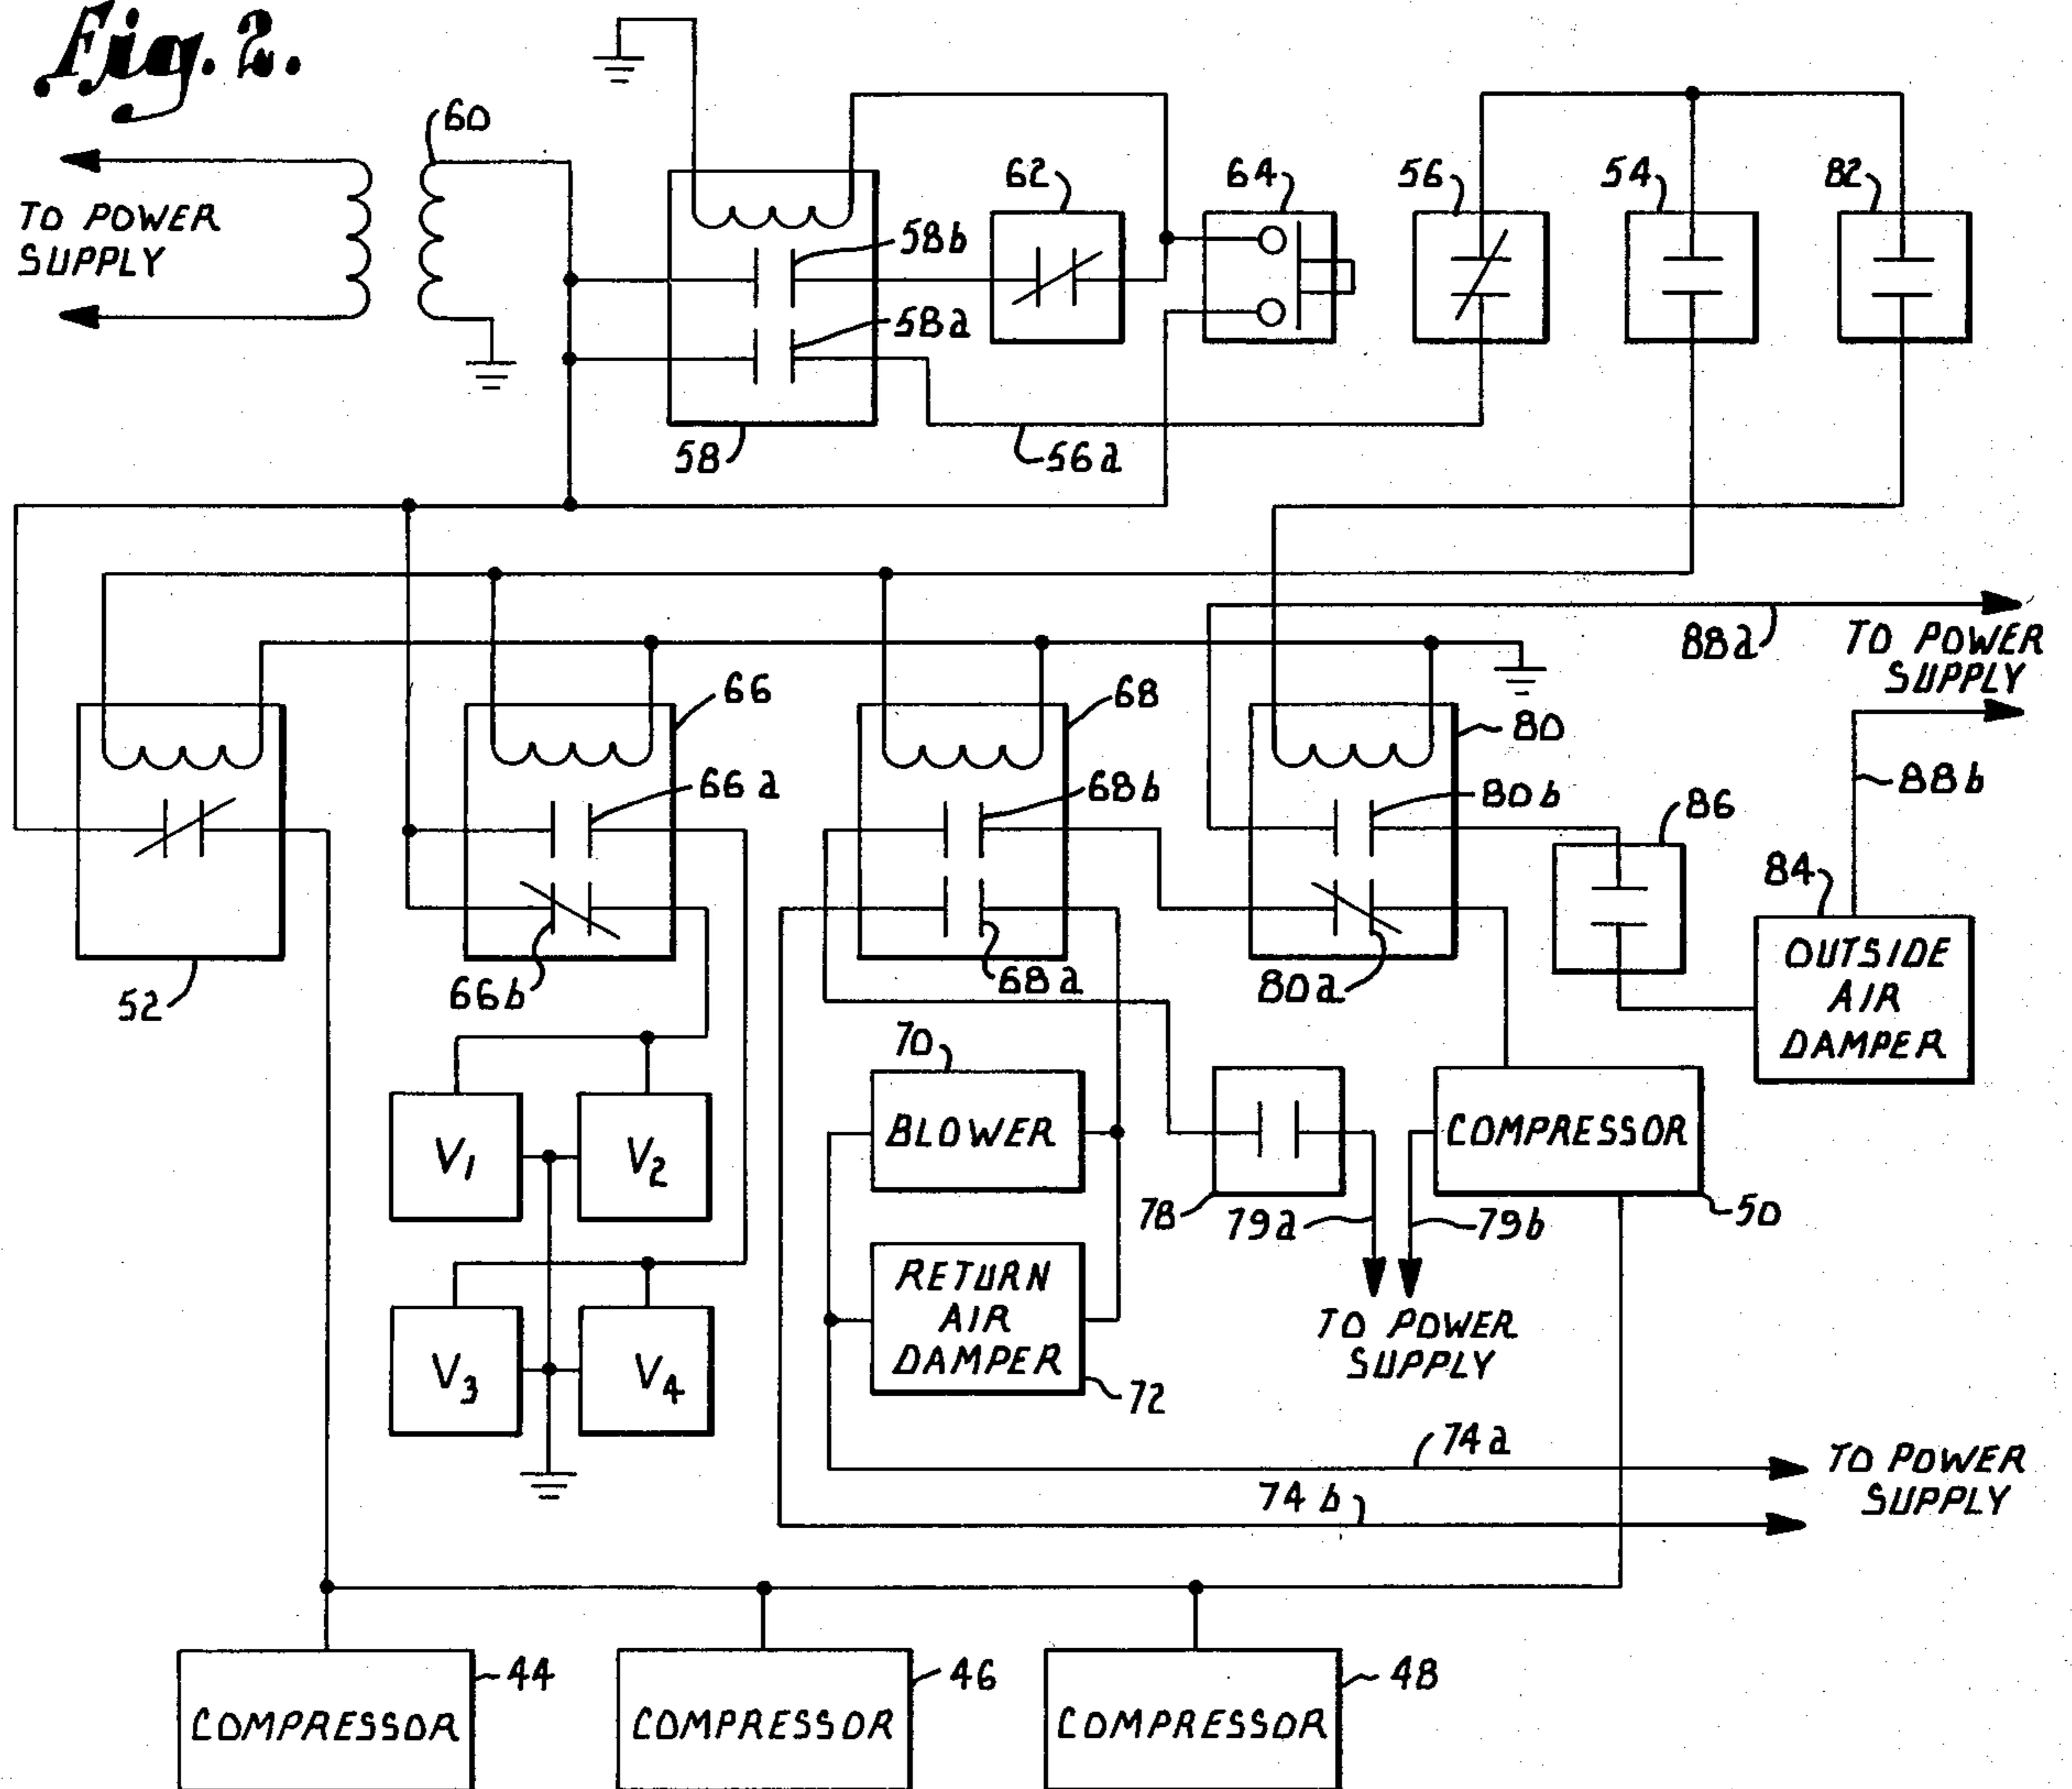 Fig. 2.
60
TO POWER
SUPPLY
62
64
56
54
82
58b
58a
58
56a
88a
TO POWER
SUPPLY
66
68
80
88b
66a
68b
80b
86
84
OUTSIDE
AIR
DAMPER
52
66b
68a
80a
70
BLOWER
COMPRESSOR
V1
V2
78
79a
79b
50
RETURN
AIR
DAMPER
TO POWER
SUPPLY
V3
V4
72
74a
TO POWER
SUPPLY
74b
44
46
48
COMPRESSOR
COMPRESSOR
COMPRESSOR